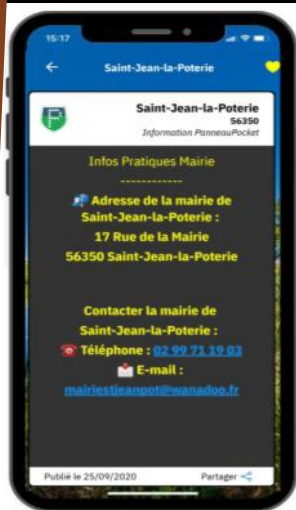 15:17
Saint-Jean-la-Poterie
Saint-Jean-la-Poterie
56350
Information PanneauPocket
Infos Pratiques Mairie
------------
📬 Adresse de la mairie de
Saint-Jean-la-Poterie :
17 Rue de la Mairie
56350 Saint-Jean-la-Poterie
Contacter la mairie de
Saint-Jean-la-Poterie :
☎️ Téléphone : 02 99 71 19 03
📩 E-mail :
mairiestjeanpot@wanadoo.fr
Publié le 25/09/2020 Partager